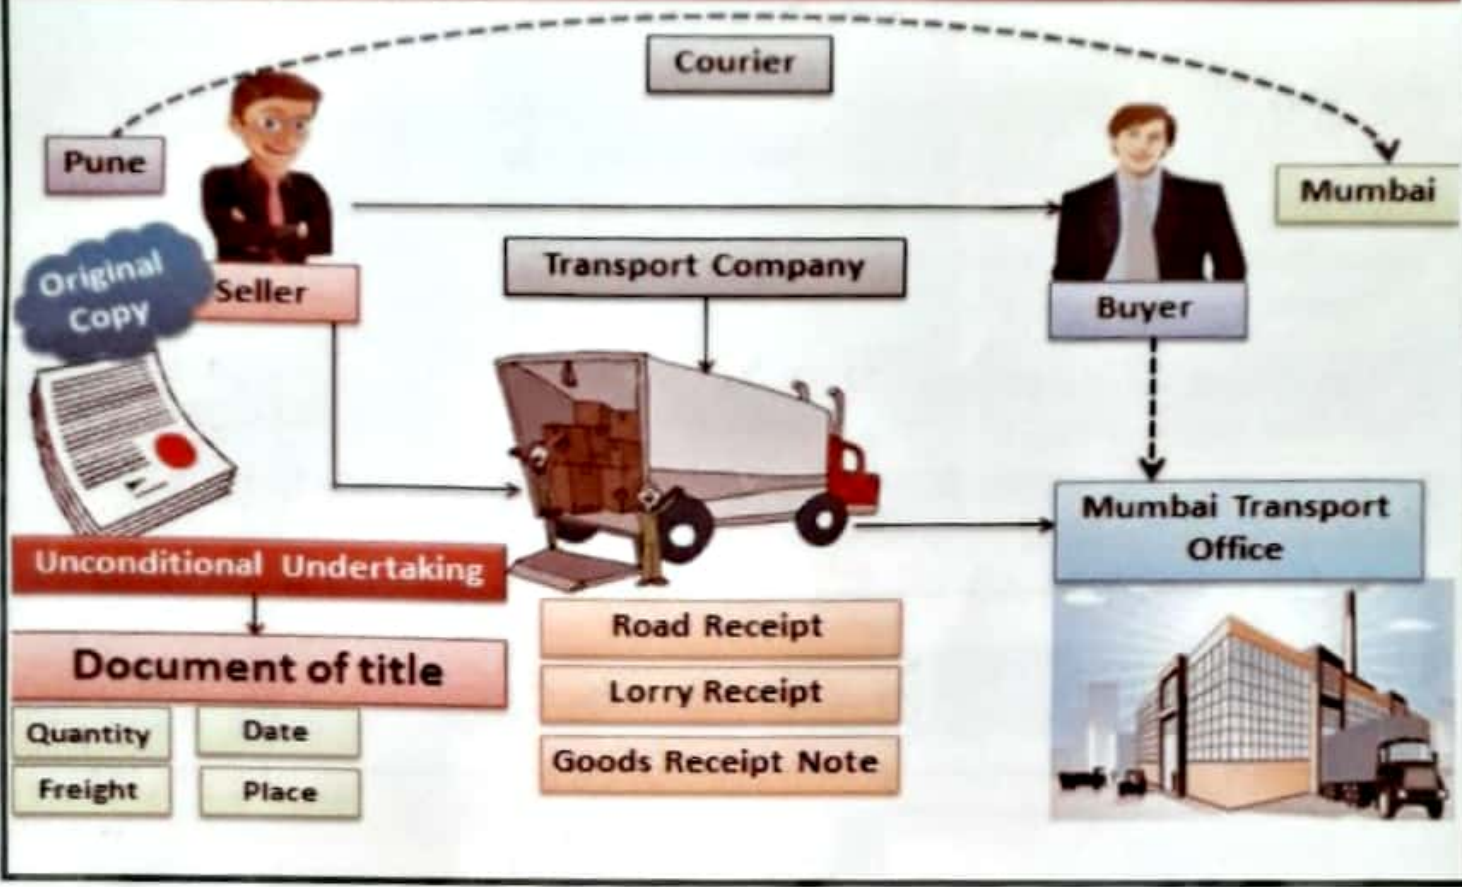 Courier
Pune
Mumbai
Original
Copy
Seller
Transport Company
Buyer
Mumbai Transport
Office
Unconditional Undertaking
Document of title
Quantity
Date
Freight
Place
Road Receipt
Lorry Receipt
Goods Receipt Note